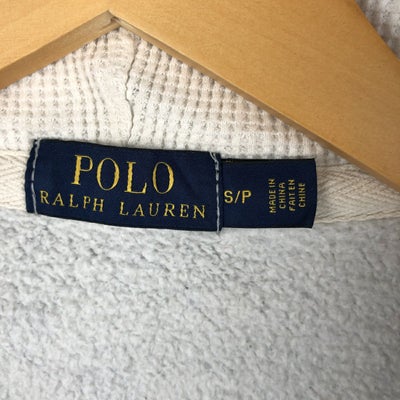 POLO
RALPH LAUREN
S/P
MADE IN
CHINA
FAIT EN
CHINE